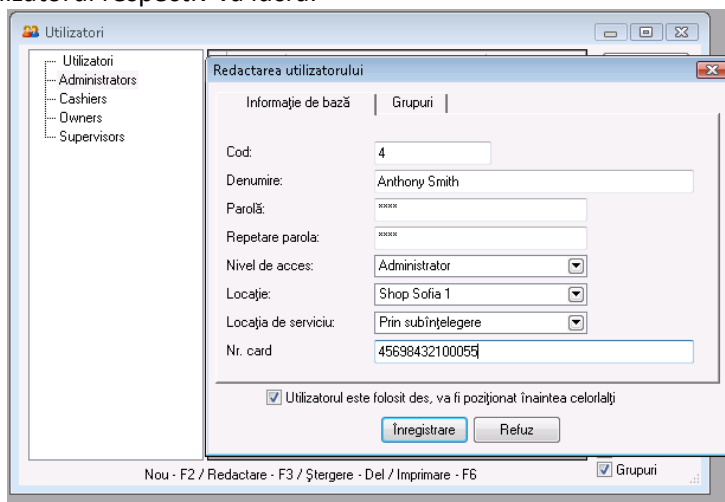 Utilizatori
Utilizatori
Administrators
Cashiers
Owners
Supervisors
Redactarea utilizatorului
Informaţie de bază
Grupuri
Cod:
4
Denumire:
Anthony Smith
Parolă:
****
Repetare parola:
****
Nivel de acces:
Administrator
Locaţie:
Shop Sofia 1
Locaţia de serviciu:
Prin subînţelegere
Nr. card
45698432100055
Utilizatorul este folosit des, va fi poziţionat înaintea celorlalţi
Înregistrare
Refuz
Nou - F2 / Redactare - F3 / Ştergere - Del / Imprimare - F6
Grupuri